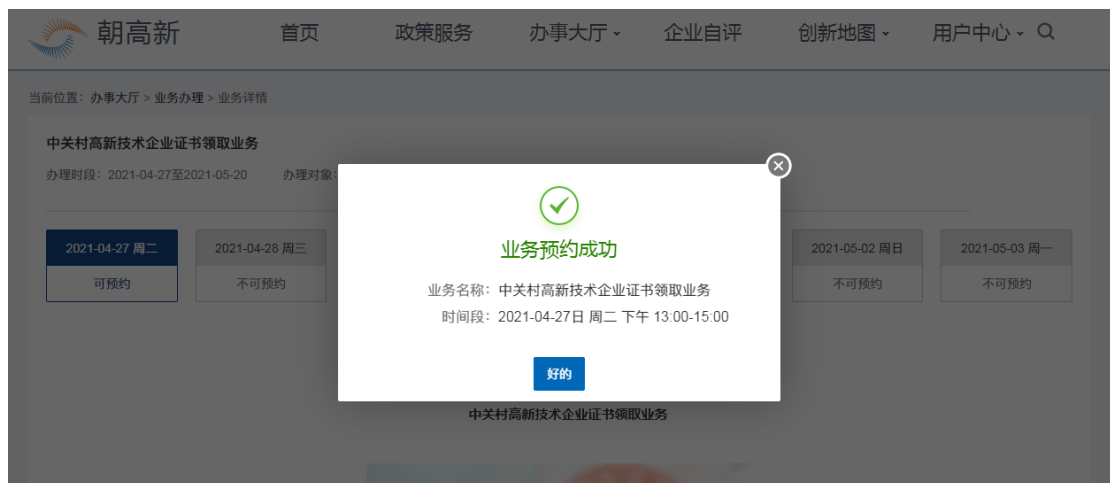 朝高新 首页 政策服务 办事大厅 企业自评 创新地图 用户中心
当前位置：办事大厅 > 业务办理 > 业务详情
中关村高新技术企业证书领取业务
办理时段：2021-04-27至2021-05-20 办理对象：
2021-04-27 周二 2021-04-28 周三 2021-05-02 周日 2021-05-03 周一
可预约 不可预约 不可预约 不可预约
业务预约成功
业务名称：中关村高新技术企业证书领取业务
时间段：2021-04-27日 周二 下午 13:00-15:00
好的
中关村高新技术企业证书领取业务